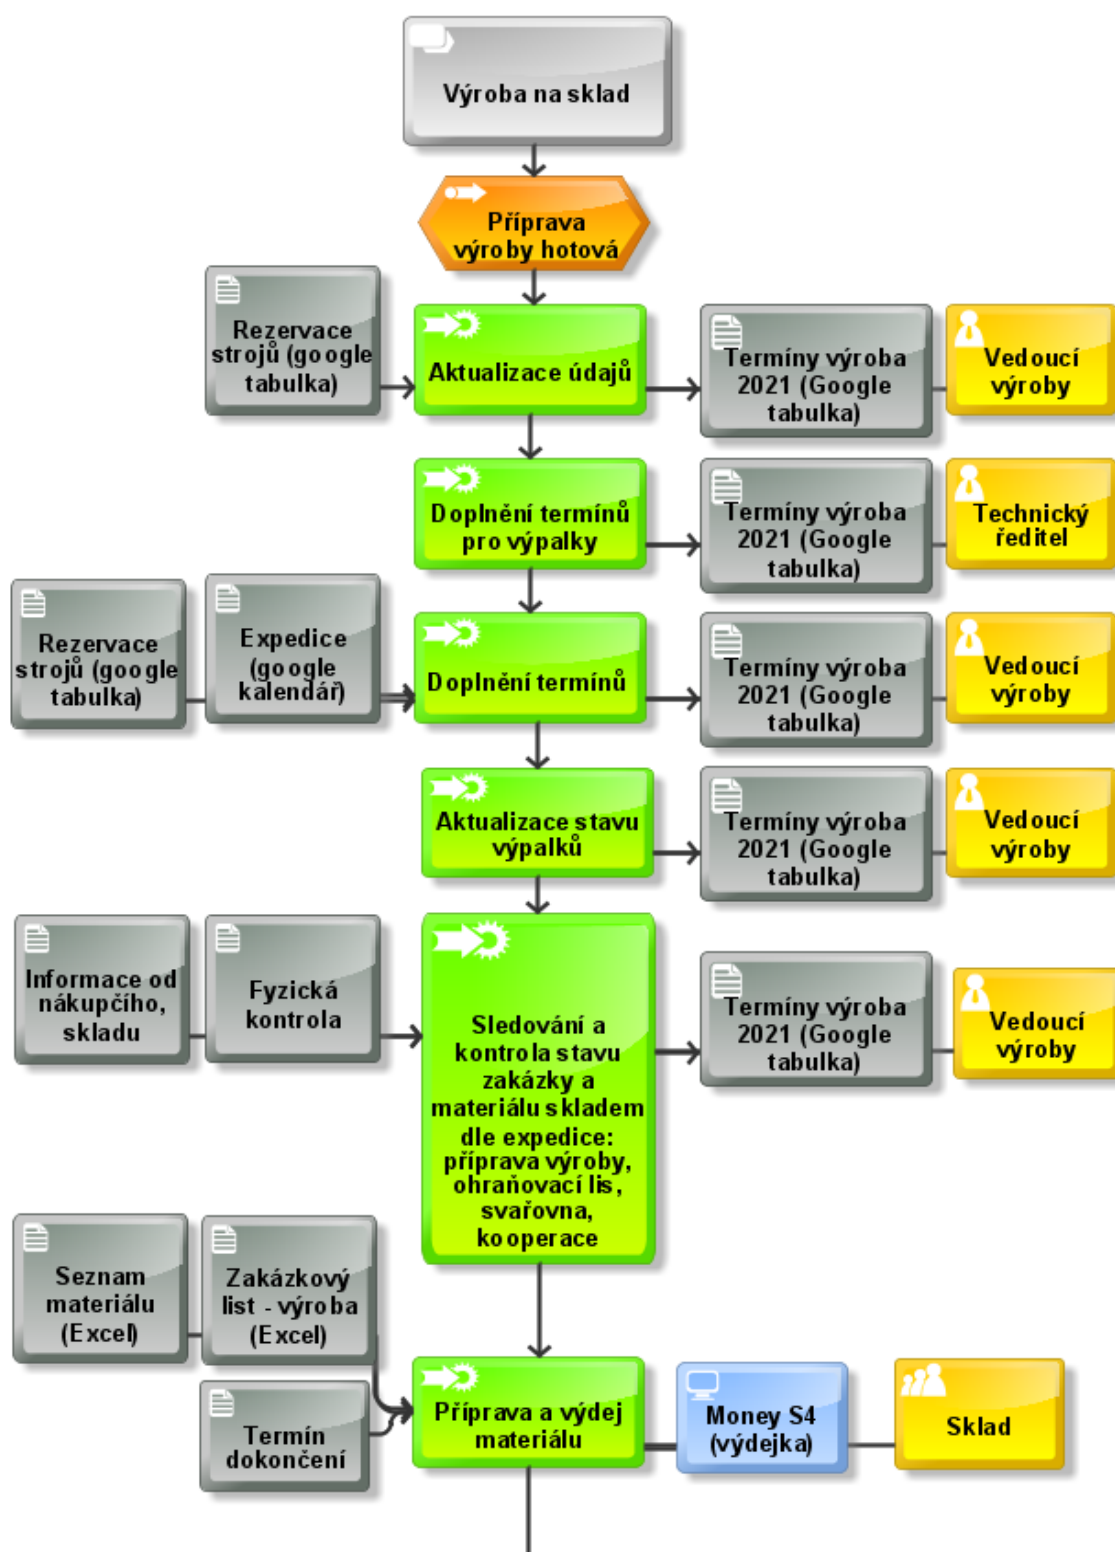 Výroba na sklad
Příprava
výroby hotová
Rezervace
strojů (google
tabulka)
Aktualizace údajů
Termíny výroba
2021 (Google
tabulka)
Vedoucí
výroby
Doplnění termínů
pro výpalky
Termíny výroba
2021 (Google
tabulka)
Technický
ředitel
Rezervace
strojů (google
tabulka)
Expedice
(google
kalendář)
Doplnění termínů
Termíny výroba
2021 (Google
tabulka)
Vedoucí
výroby
Aktualizace stavu
výpalků
Termíny výroba
2021 (Google
tabulka)
Vedoucí
výroby
Informace od
nákupčího,
skladu
Fyzická
kontrola
Sledování a
kontrola stavu
zakázky a
materiálu skladem
dle expedice:
příprava výroby,
ohraňovací lis,
svařovna,
kooperace
Termíny výroba
2021 (Google
tabulka)
Vedoucí
výroby
Seznam
materiálu
(Excel)
Zakázkový
list - výroba
(Excel)
Termín
dokončení
Příprava a výdej
materiálu
Money S4
(výdejka)
Sklad